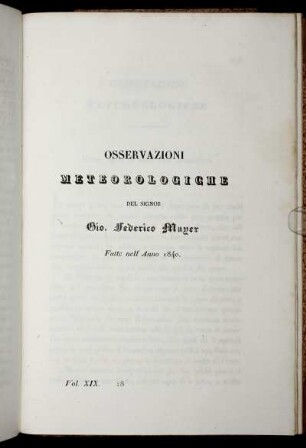 OSSERVAZIONI
METEOROLOGICHE
DEL SIGNOR
Gio. Federico Mayer
Fatte nell' Anno 1840.
Vol. XIX. 18